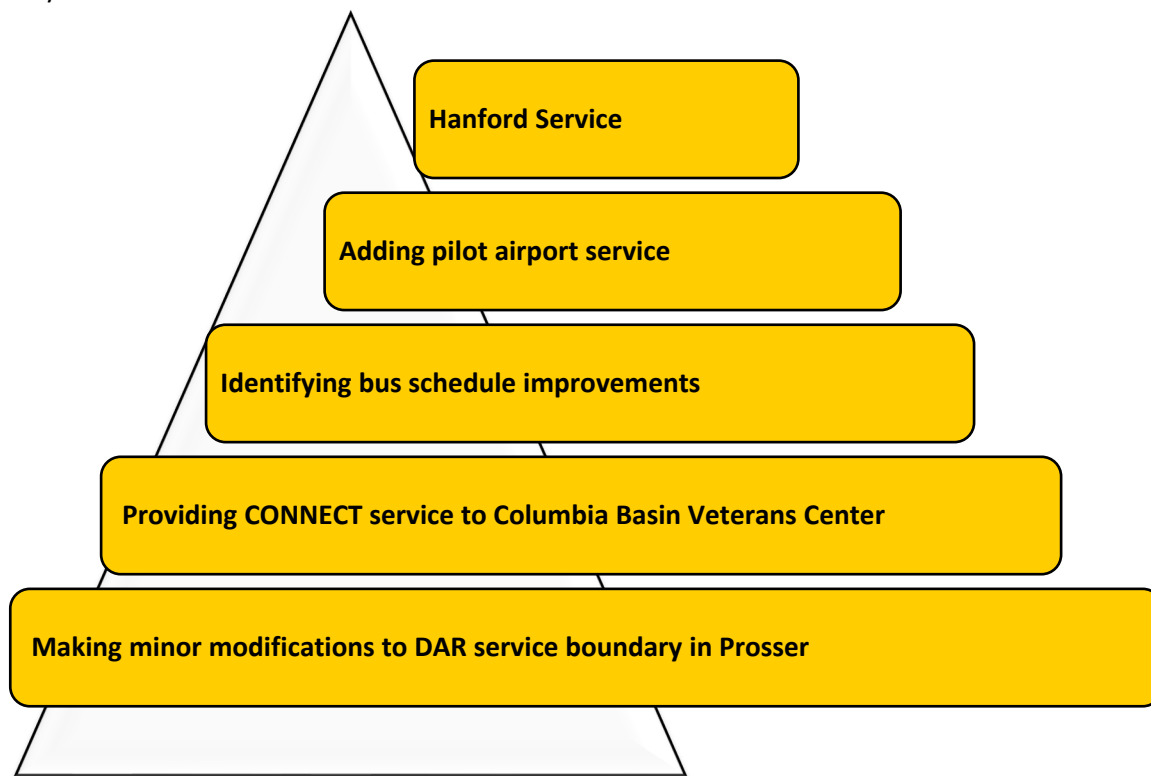 Hanford Service
Adding pilot airport service
Identifying bus schedule improvements
Providing CONNECT service to Columbia Basin Veterans Center
Making minor modifications to DAR service boundary in Prosser